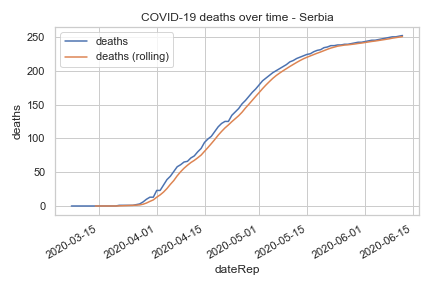 COVID-19 deaths over time - Serbia
deaths
deaths (rolling)
250
200
150
100
50
0
deaths
2020-03-15
2020-04-01
2020-04-15
2020-05-01
2020-05-15
2020-06-01
2020-06-15
dateRep